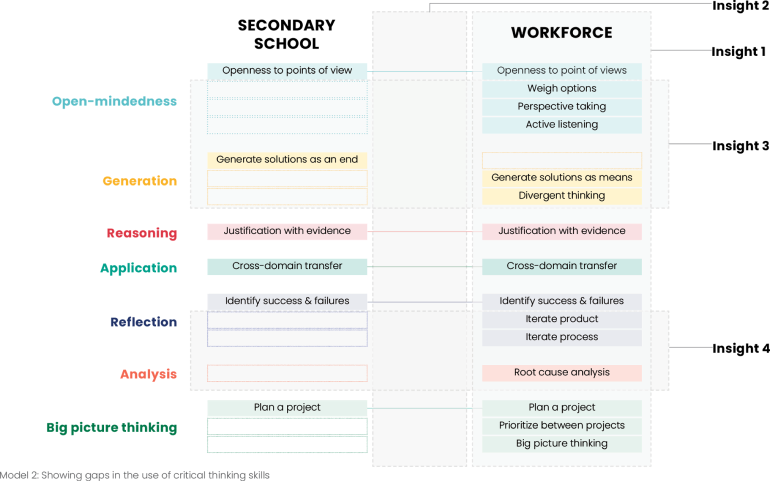 Insight 2
SECONDARY
SCHOOL
WORKFORCE
Insight 1
Openness to points of view
Openness to point of views
Open-mindedness
Weigh options
Perspective taking
Active listening
Insight 3
Generate solutions as an end
Generation
Generate solutions as means
Divergent thinking
Reasoning
Justification with evidence
Justification with evidence
Application
Cross-domain transfer
Cross-domain transfer
Identify success & failures
Identify success & failures
Reflection
Iterate product
Iterate process
Insight 4
Analysis
Root cause analysis
Plan a project
Plan a project
Big picture thinking
Prioritize between projects
Big picture thinking
Model 2: Showing gaps in the use of critical thinking skills